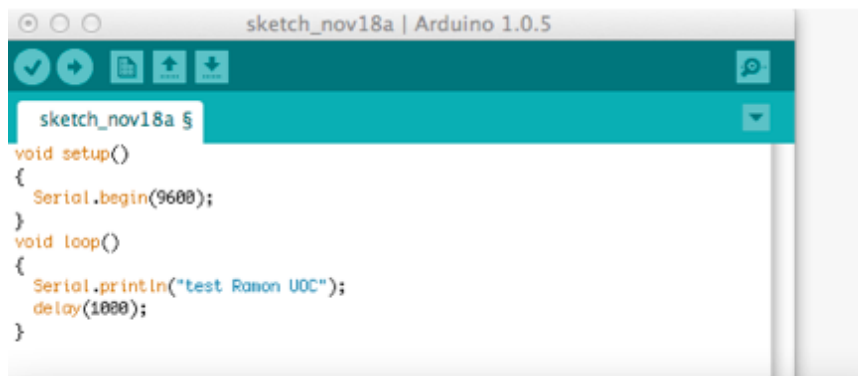 sketch_nov18a | Arduino 1.0.5
sketch_nov18a §
void setup()
{
  Serial.begin(9600);
}
void loop()
{
  Serial.println("test Ramon UOC");
  delay(1000);
}